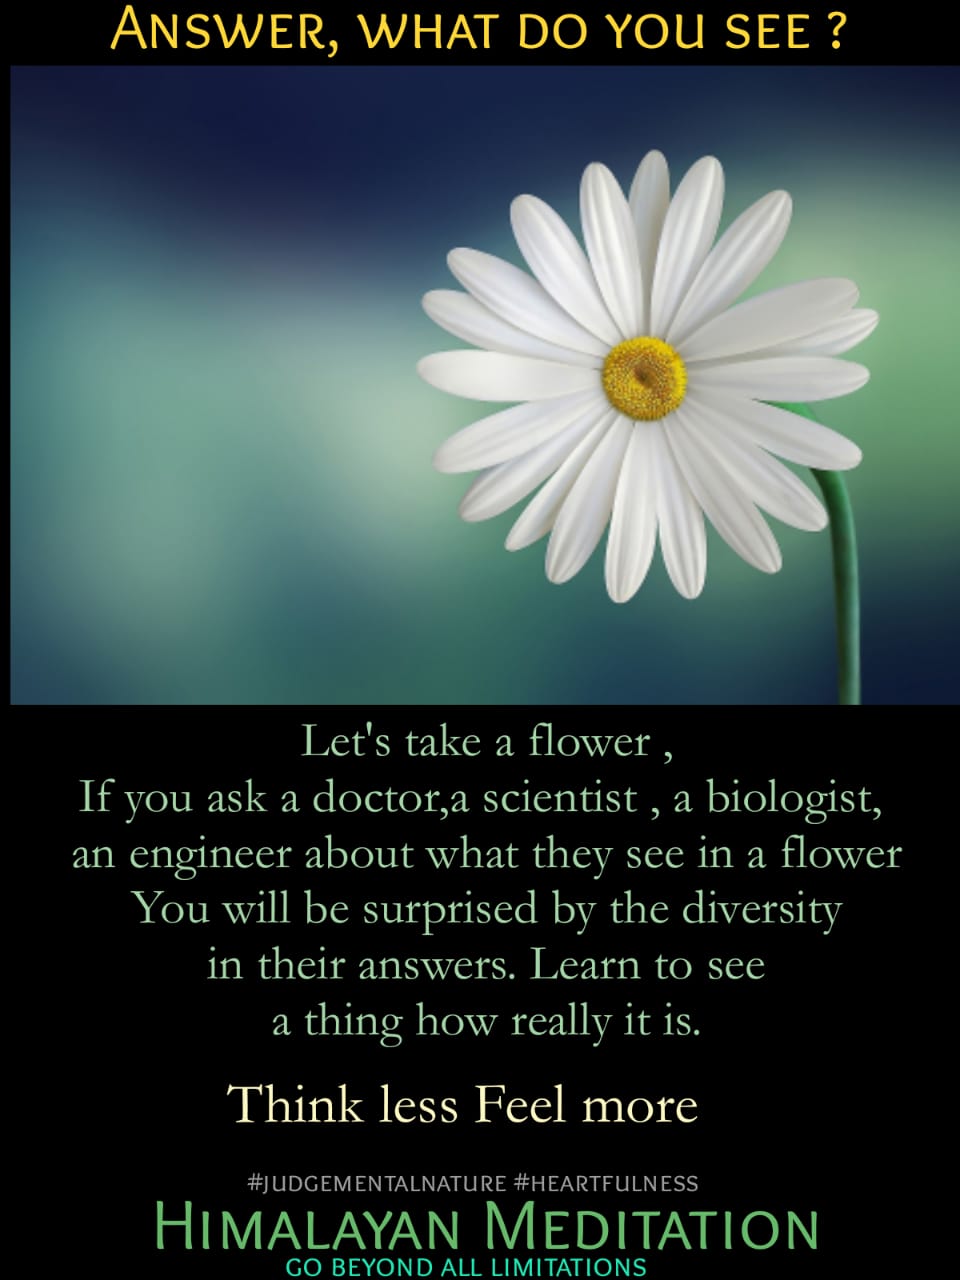 ANSWER, WHAT DO YOU SEE ?
Let's take a flower ,
If you ask a doctor,a scientist , a biologist,
an engineer about what they see in a flower
You will be surprised by the diversity
in their answers. Learn to see
a thing how really it is.
Think less Feel more
#JUDGEMENTALNATURE #HEARTFULNESS
HIMALAYAN MEDITATION
GO BEYOND ALL LIMITATIONS